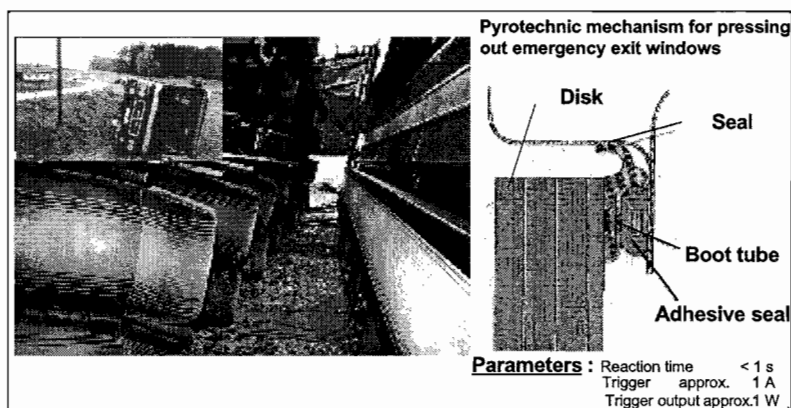 Pyrotechnic mechanism for pressing
out emergency exit windows
Disk
Seal
Boot tube
Adhesive seal
Parameters : Reaction time < 1 s
Trigger approx. 1 A
Trigger output approx.1 W